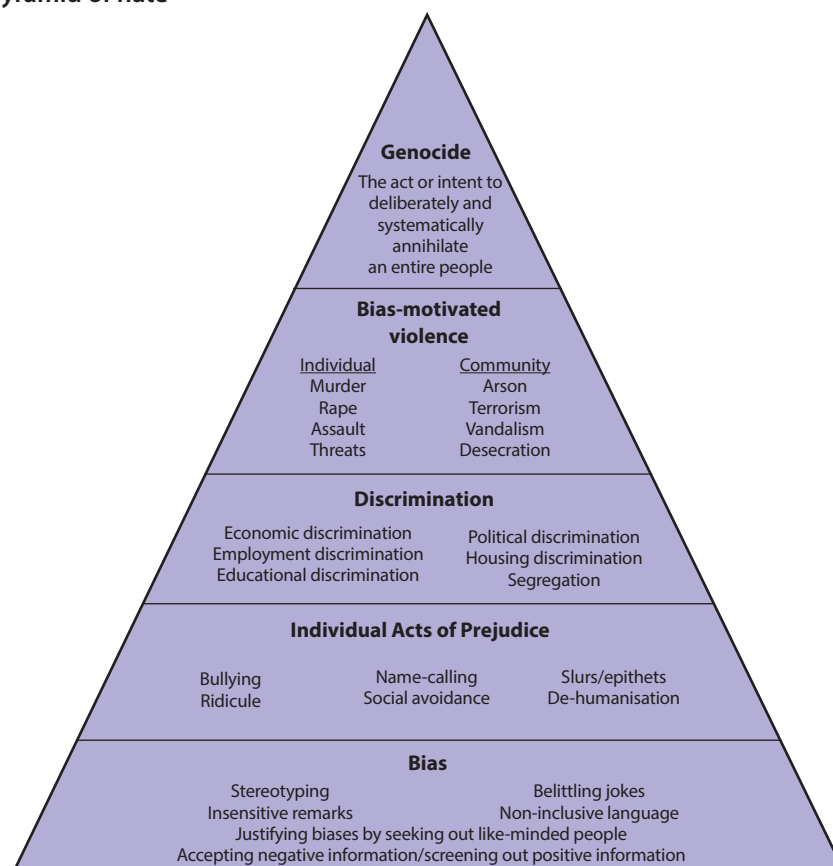 Pyramid of hate
Genocide
The act or intent to
deliberately and
systematically
annihilate
an entire people
Bias-motivated
violence
Individual Community
Murder Arson
Rape Terrorism
Assault Vandalism
Threats Desecration
Discrimination
Economic discrimination Political discrimination
Employment discrimination Housing discrimination
Educational discrimination Segregation
Individual Acts of Prejudice
Bullying Name-calling Slurs/epithets
Ridicule Social avoidance De-humanisation
Bias
Stereotyping Belittling jokes
Insensitive remarks Non-inclusive language
Justifying biases by seeking out like-minded people
Accepting negative information/screening out positive information